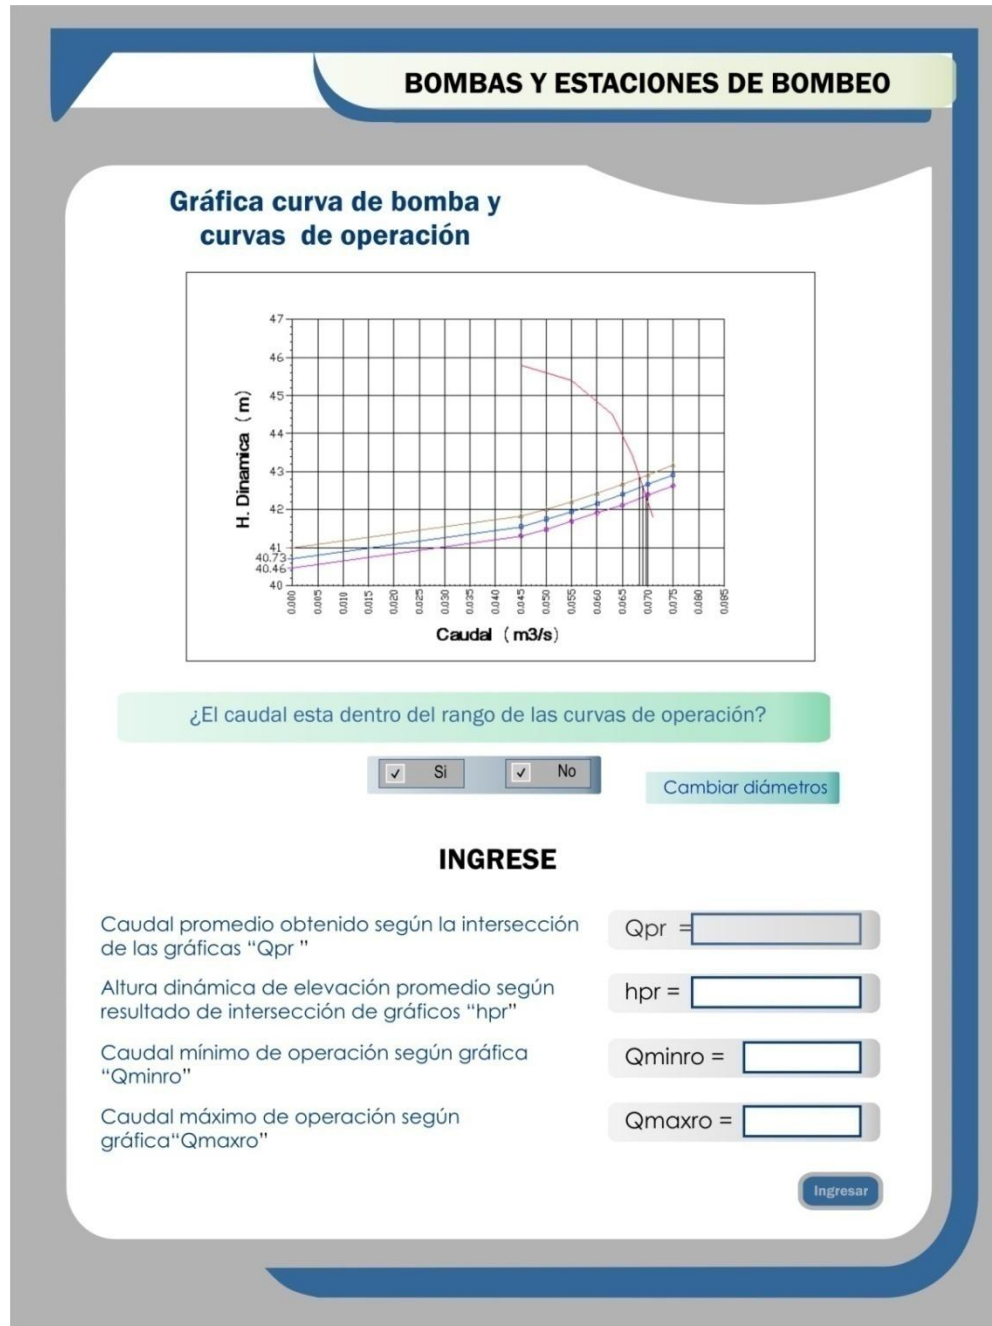 BOMBAS Y ESTACIONES DE BOMBEO
Gráfica curva de bomba y
curvas de operación
H. Dinamica ( m)
47
46
45
44
43
42
41
40.73
40.46
40
0.000
0.005
0.010
0.015
0.020
0.025
0.030
0.035
0.040
0.045
0.050
0.055
0.060
0.065
0.070
0.075
0.080
0.085
Caudal ( m3/s)
¿El caudal esta dentro del rango de las curvas de operación?
Si
No
Cambiar diámetros
INGRESE
Caudal promedio obtenido según la intersección
de las gráficas “Qpr ”
Qpr =
Altura dinámica de elevación promedio según
resultado de intersección de gráficos “hpr”
hpr =
Caudal mínimo de operación según gráfica
“Qminro”
Qminro =
Caudal máximo de operación según
gráfica“Qmaxro”
Qmaxro =
Ingresar